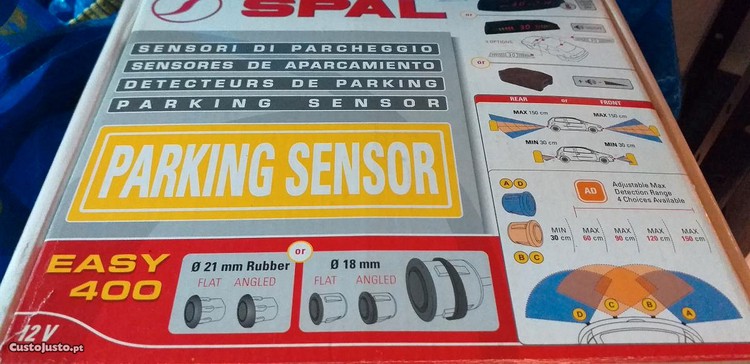 SPAL
SENSORI DI PARCHEGGIO
SENSORES DE APARCAMIENTO
DETECTEURS DE PARKING
PARKING SENSOR
PARKING SENSOR
EASY
400
12V
Ø 21 mm Rubber
FLAT ANGLED
or
Ø 18 mm
FLAT ANGLED
or
or
REAR or FRONT
MAX 150 cm
MAX 150 cm
MIN 30 cm
MIN 30 cm
A D
B C
AD
Adjustable Max
Detection Range
4 Choices Available
MIN 30 cm
MAX 60 cm
MAX 90 cm
MAX 120 cm
MAX 150 cm
D C B A
CustoJusto.pt